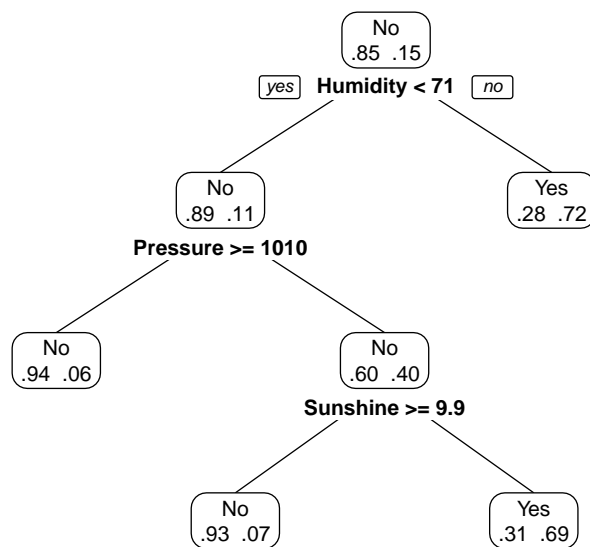 No
.85 .15
yes Humidity < 71 no
No
.89 .11
Yes
.28 .72
Pressure >= 1010
No
.94 .06
No
.60 .40
Sunshine >= 9.9
No
.93 .07
Yes
.31 .69